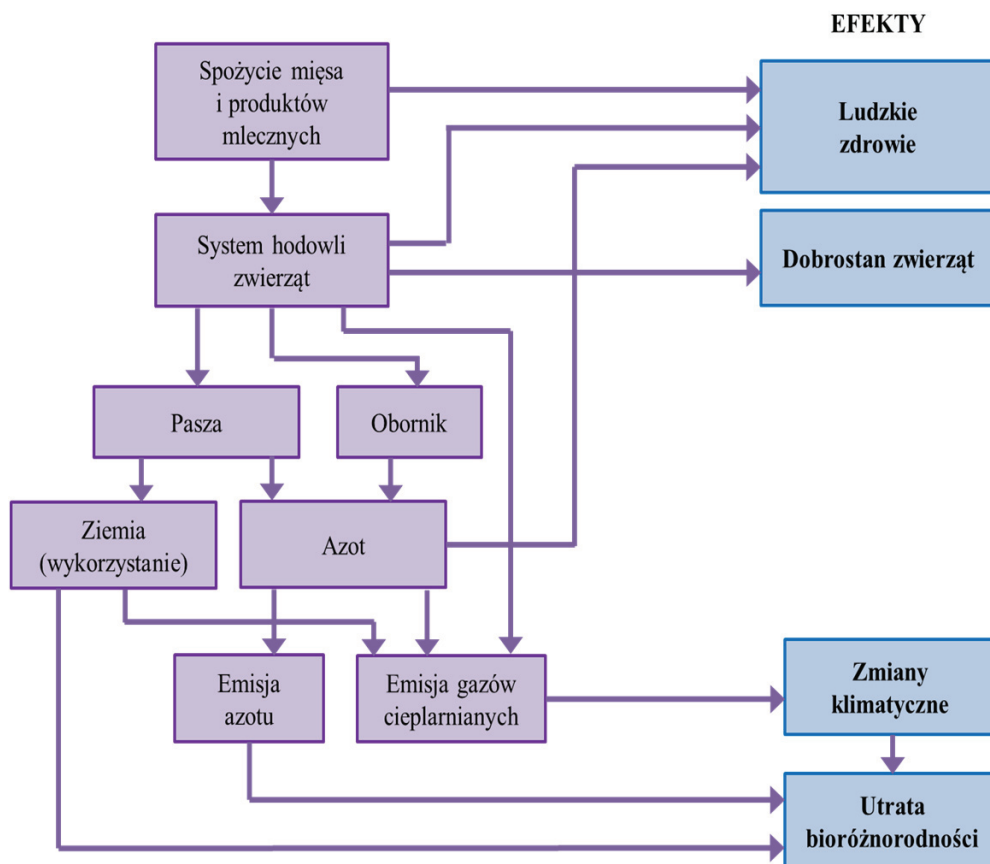 EFEKTY
Spożycie mięsa
i produktów
mlecznych
Ludzkie
zdrowie
System hodowli
zwierząt
Dobrostan zwierząt
Pasza
Obornik
Ziemia
(wykorzystanie)
Azot
Emisja
azotu
Emisja gazów
cieplarnianych
Zmiany
klimatyczne
Utrata
bioróżnorodności